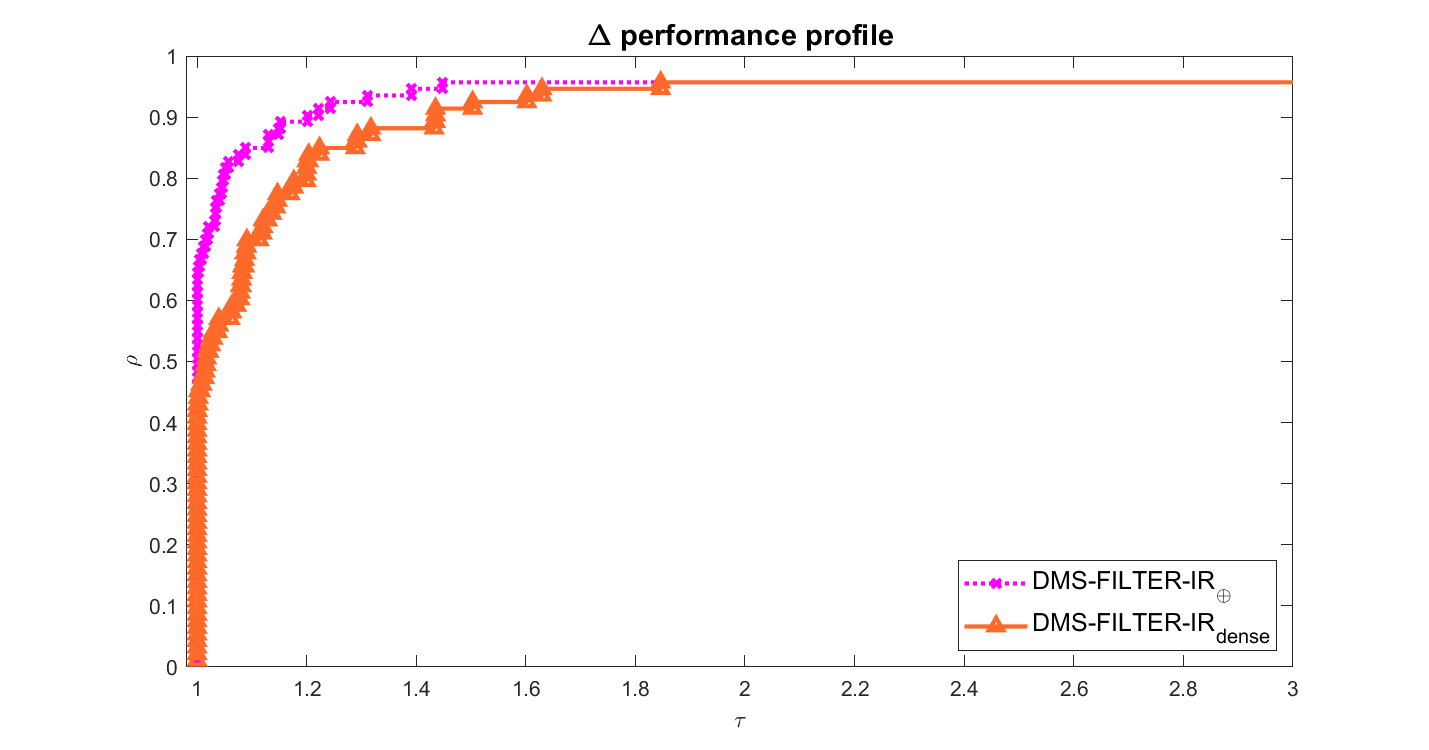 Δ performance profile
1
0.9
0.8
0.7
0.6
0.5
0.4
0.3
0.2
0.1
0
ρ
1 1.2 1.4 1.6 1.8 2 2.2 2.4 2.6 2.8 3
τ
DMS-FILTER-IR⊕
DMS-FILTER-IRdense